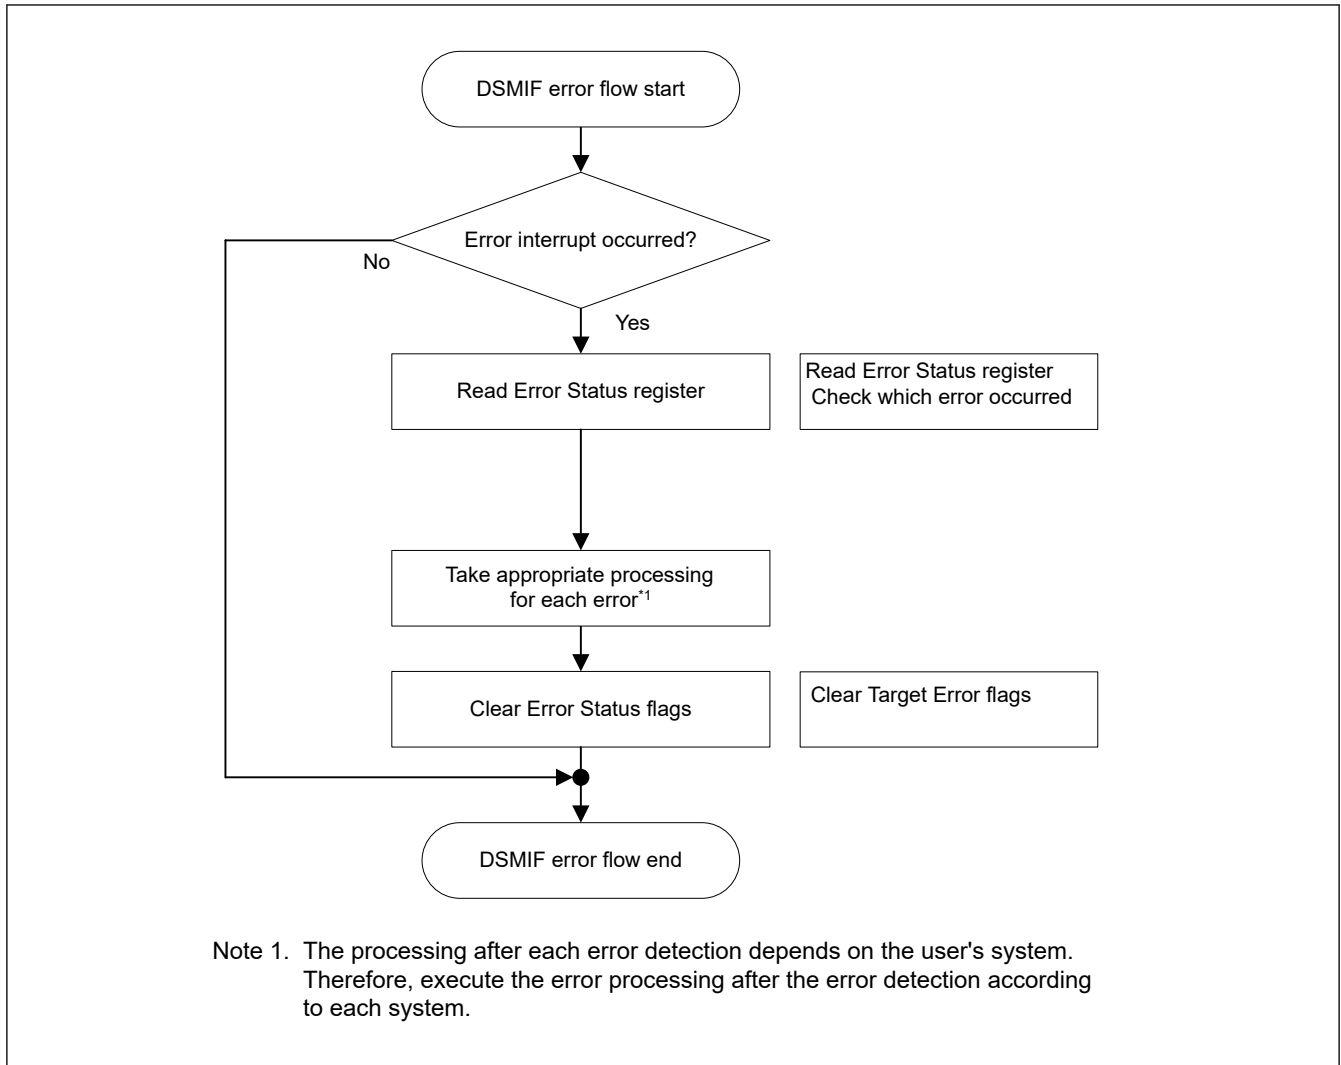 DSMIF error flow start
Error interrupt occurred?
No
Yes
Read Error Status register
Read Error Status register
Check which error occurred
Take appropriate processing
for each error*1
Clear Error Status flags
Clear Target Error flags
DSMIF error flow end
Note 1. The processing after each error detection depends on the user's system.
Therefore, execute the error processing after the error detection according
to each system.